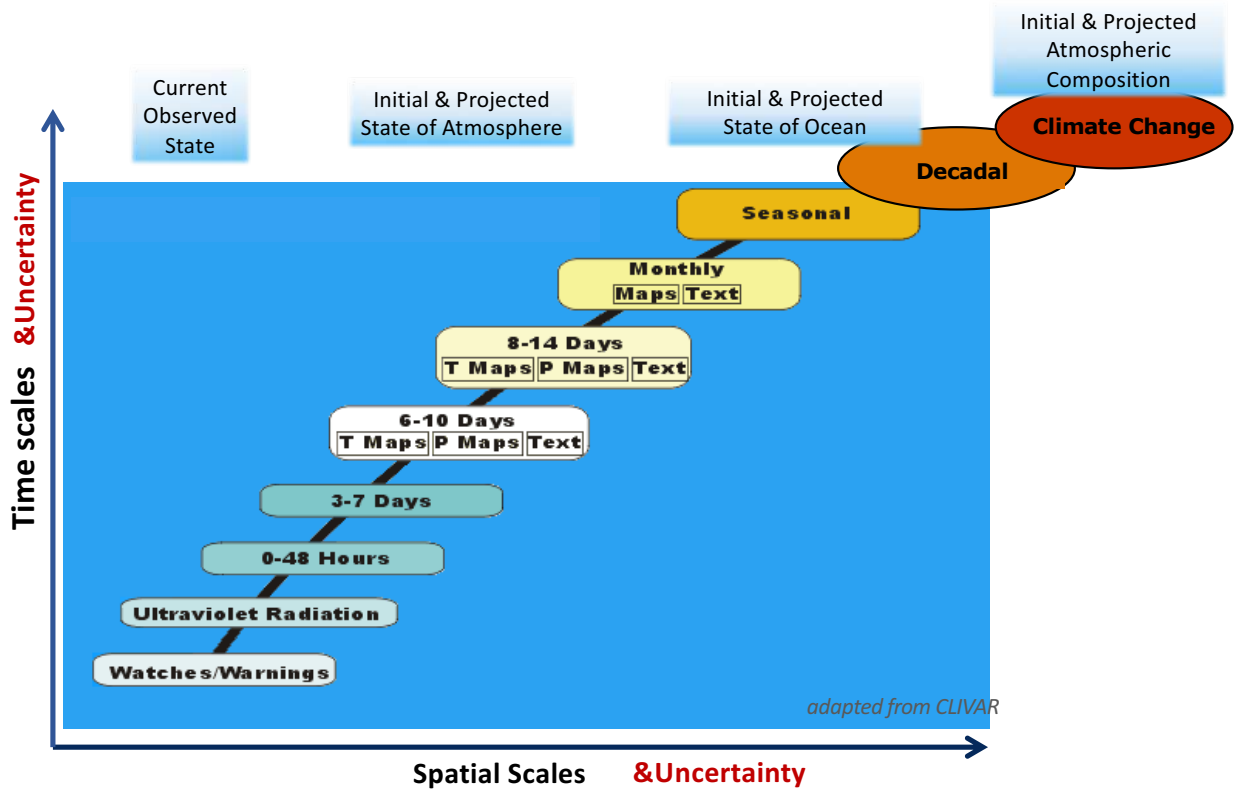 Initial & Projected
Atmospheric
Composition
Current
Observed
State
Initial & Projected
State of Atmosphere
Initial & Projected
State of Ocean
Climate Change
Decadal
Seasonal
Monthly
Maps Text
8-14 Days
T Maps P Maps Text
6-10 Days
T Maps P Maps Text
3-7 Days
0-48 Hours
Ultraviolet Radiation
Watches/Warnings
adapted from CLIVAR
Time scales &Uncertainty
Spatial Scales &Uncertainty